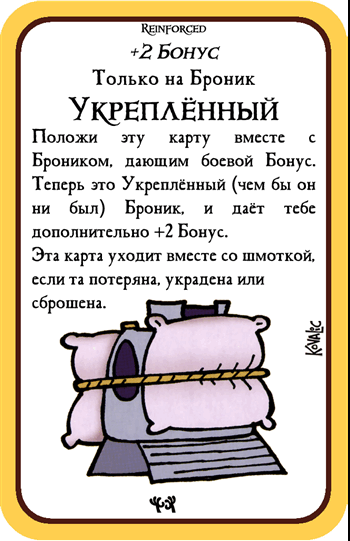 Reinforced
+2 Бонус
Только на Броник
Укреплённый
Положи эту карту вместе с
Броником, дающим боевой Бонус.
Теперь это Укреплённый (чем бы он
ни был) Броник, и даёт тебе
дополнительно +2 Бонус.
Эта карта уходит вместе со шмоткой,
если та потеряна, украдена или
сброшена.
Kovalic